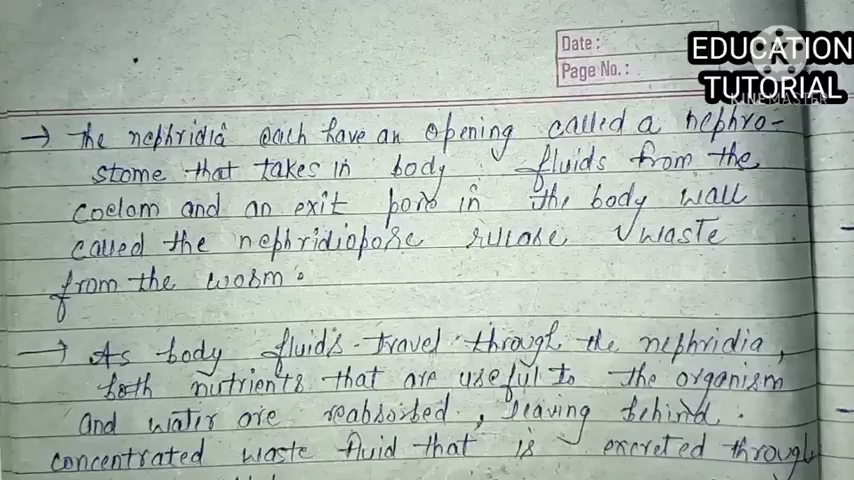 Date :
Page No. :
EDUCATION
TUTORIAL
KINEMASTER
→ The nephridia each have an opening called a nephro-
stome that takes in body fluids from the
coelom and an exit pore in the body wall
called the nephridiopore release waste
from the worm.
→ As body fluids travel through the nephridia,
both nutrients that are useful to the organism
and water are reabsorbed, leaving behind.
concentrated waste fluid that is excreted through